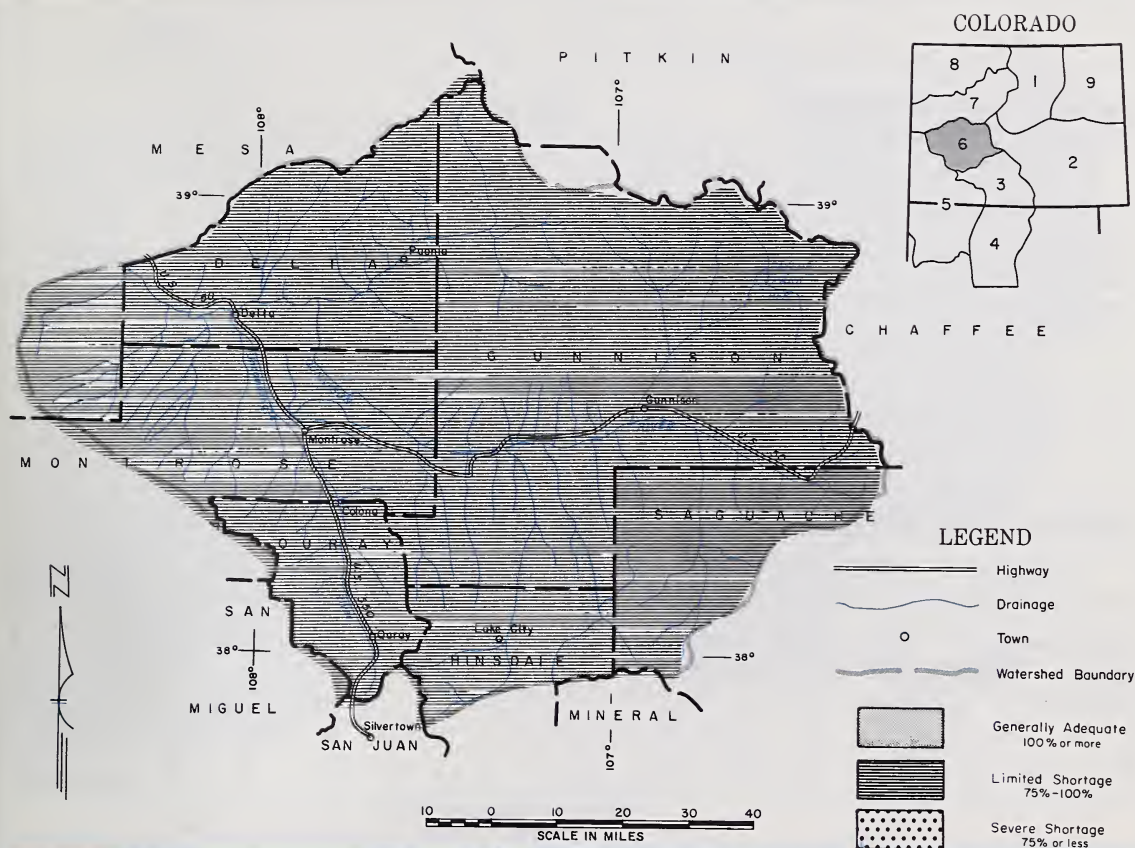 COLORADO
8
1
9
7
6
2
3
5
4
P I T K I N
107°
108°
M E S A
39°
39°
Paonia
D E L T A
U.S.
Delta
C H A F F E E
G U N N I S O N
Gunnison
Montrose
M O N T R O S E
Colona
S A G U A C H E
O U R A Y
550
SAN
Lake City
Ouray
38°
38°
HINSDALE
108°
MIGUEL
MINERAL
Silvertown
SAN JUAN
107°
N
LEGEND
Highway
Drainage
Town
Watershed Boundary
Generally Adequate
100% or more
Limited Shortage
75%-100%
Severe Shortage
75% or less
10 0 10 20 30 40
SCALE IN MILES